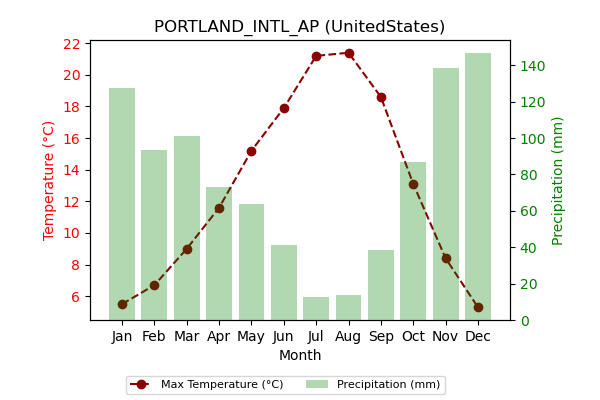 PORTLAND_INTL_AP (UnitedStates)
22
20
18
16
14
12
10
8
6
Temperature (°C)
140
120
100
80
60
40
20
0
Precipitation (mm)
Jan Feb Mar Apr May Jun Jul Aug Sep Oct Nov Dec
Month
Max Temperature (°C) Precipitation (mm)